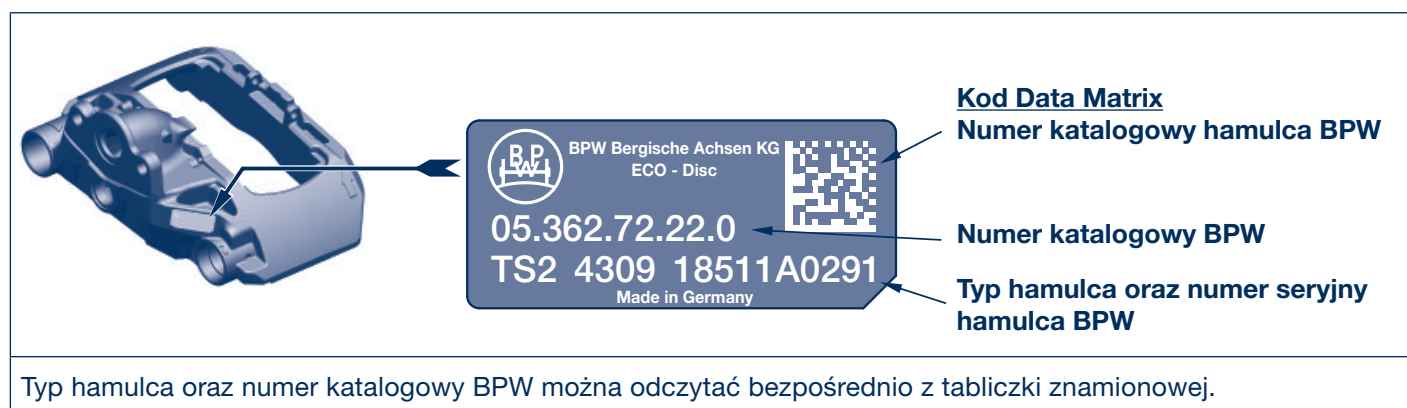 BPW
BPW Bergische Achsen KG
ECO - Disc
05.362.72.22.0
TS2 4309 18511A0291
Made in Germany
Kod Data Matrix
Numer katalogowy hamulca BPW
Numer katalogowy BPW
Typ hamulca oraz numer seryjny
hamulca BPW
Typ hamulca oraz numer katalogowy BPW można odczytać bezpośrednio z tabliczki znamionowej.